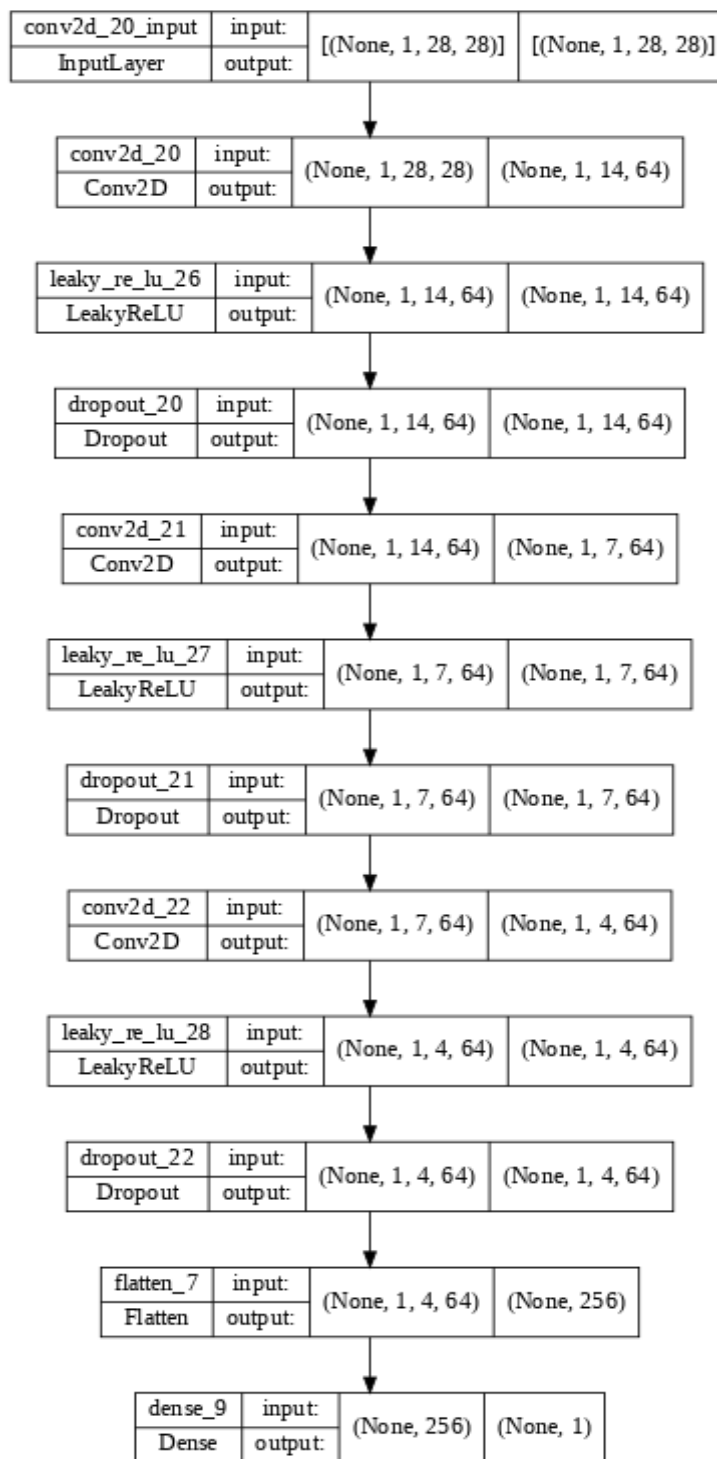 conv2d_20_input input: [(None, 1, 28, 28)] [(None, 1, 28, 28)]
InputLayer output:
conv2d_20 input: (None, 1, 28, 28) (None, 1, 14, 64)
Conv2D output:
leaky_re_lu_26 input: (None, 1, 14, 64) (None, 1, 14, 64)
LeakyReLU output:
dropout_20 input: (None, 1, 14, 64) (None, 1, 14, 64)
Dropout output:
conv2d_21 input: (None, 1, 14, 64) (None, 1, 7, 64)
Conv2D output:
leaky_re_lu_27 input: (None, 1, 7, 64) (None, 1, 7, 64)
LeakyReLU output:
dropout_21 input: (None, 1, 7, 64) (None, 1, 7, 64)
Dropout output:
conv2d_22 input: (None, 1, 7, 64) (None, 1, 4, 64)
Conv2D output:
leaky_re_lu_28 input: (None, 1, 4, 64) (None, 1, 4, 64)
LeakyReLU output:
dropout_22 input: (None, 1, 4, 64) (None, 1, 4, 64)
Dropout output:
flatten_7 input: (None, 1, 4, 64) (None, 256)
Flatten output:
dense_9 input: (None, 256) (None, 1)
Dense output: